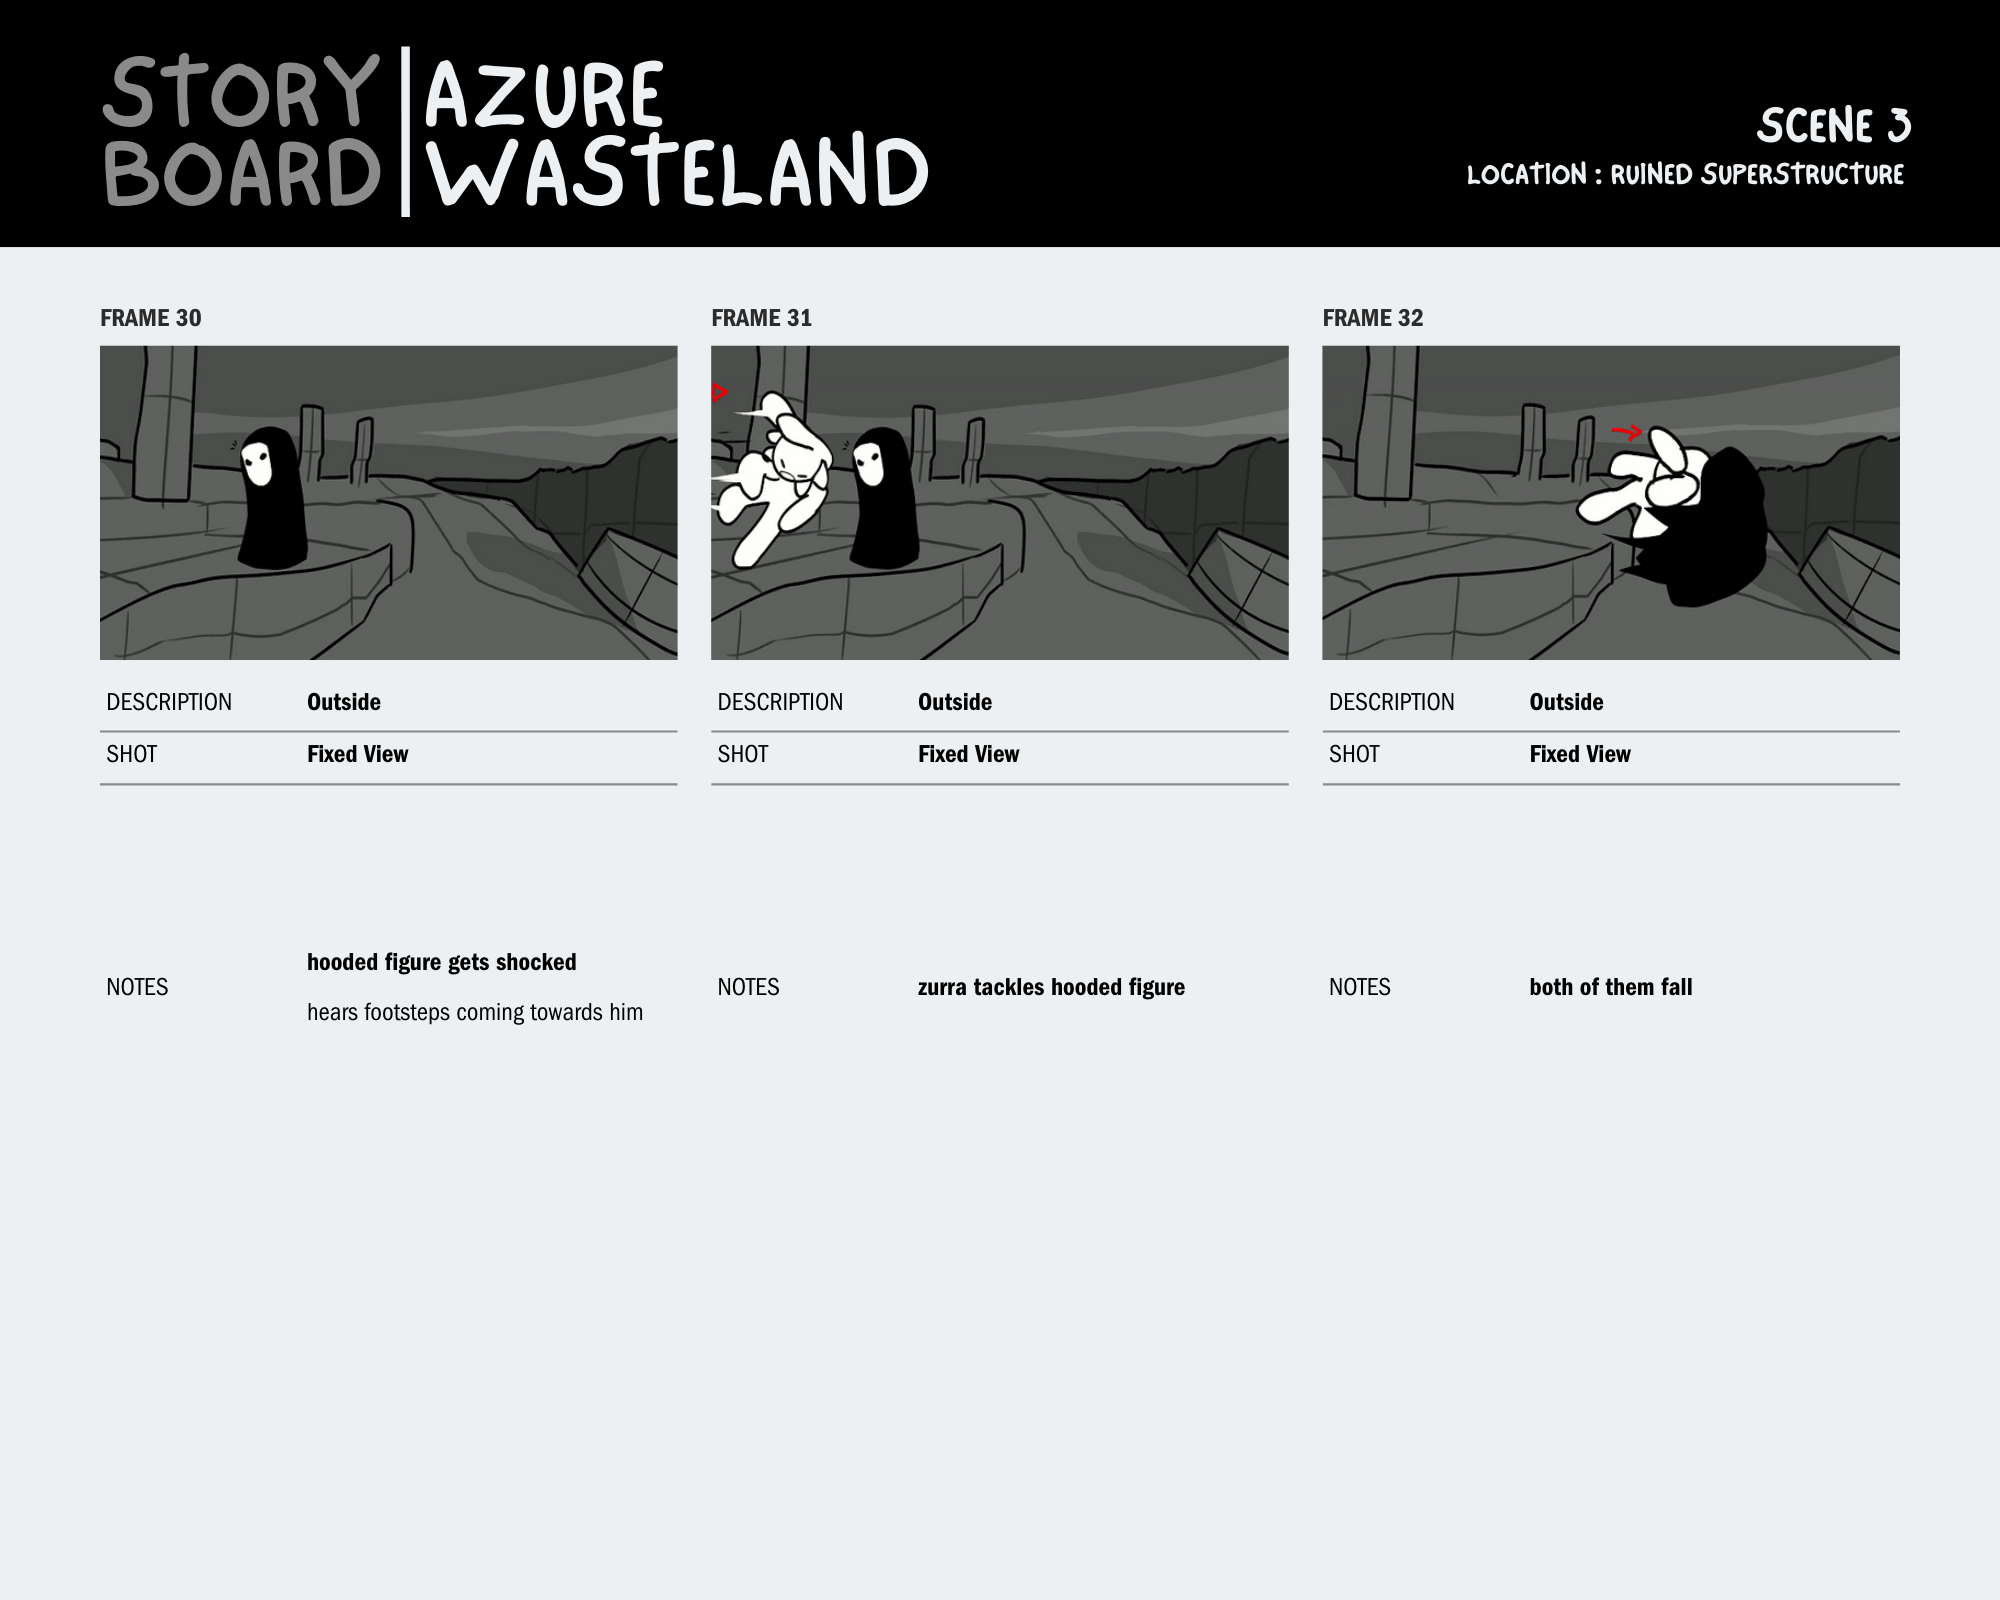 STORY
BOARD
AZURE
WASTELAND
SCENE 3
LOCATION : RUINED SUPERSTRUCTURE
FRAME 30
DESCRIPTION Outside
SHOT Fixed View
NOTES
hooded figure gets shocked
hears footsteps coming towards him
FRAME 31
DESCRIPTION Outside
SHOT Fixed View
NOTES zurra tackles hooded figure
FRAME 32
DESCRIPTION Outside
SHOT Fixed View
NOTES both of them fall